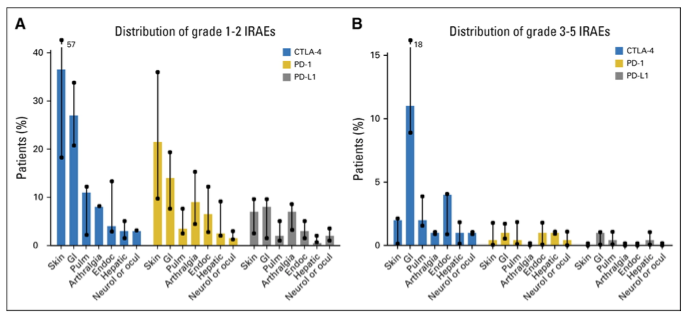 A
Distribution of grade 1-2 IRAEs
57
CTLA-4
PD-1
PD-L1
Patients (%)
40
30
20
10
0
Skin
GI
Pulm
Arthralgia
Endoc
Hepatic
Neurol or ocul
Skin
GI
Pulm
Arthralgia
Endoc
Hepatic
Neurol or ocul
Skin
GI
Pulm
Arthralgia
Endoc
Hepatic
Neurol or ocul
B
Distribution of grade 3-5 IRAEs
18
CTLA-4
PD-1
PD-L1
Patients (%)
15
10
5
0
Skin
GI
Pulm
Arthralgia
Endoc
Hepatic
Neurol or ocul
Skin
GI
Pulm
Arthralgia
Endoc
Hepatic
Neurol or ocul
Skin
GI
Pulm
Arthralgia
Endoc
Hepatic
Neurol or ocul